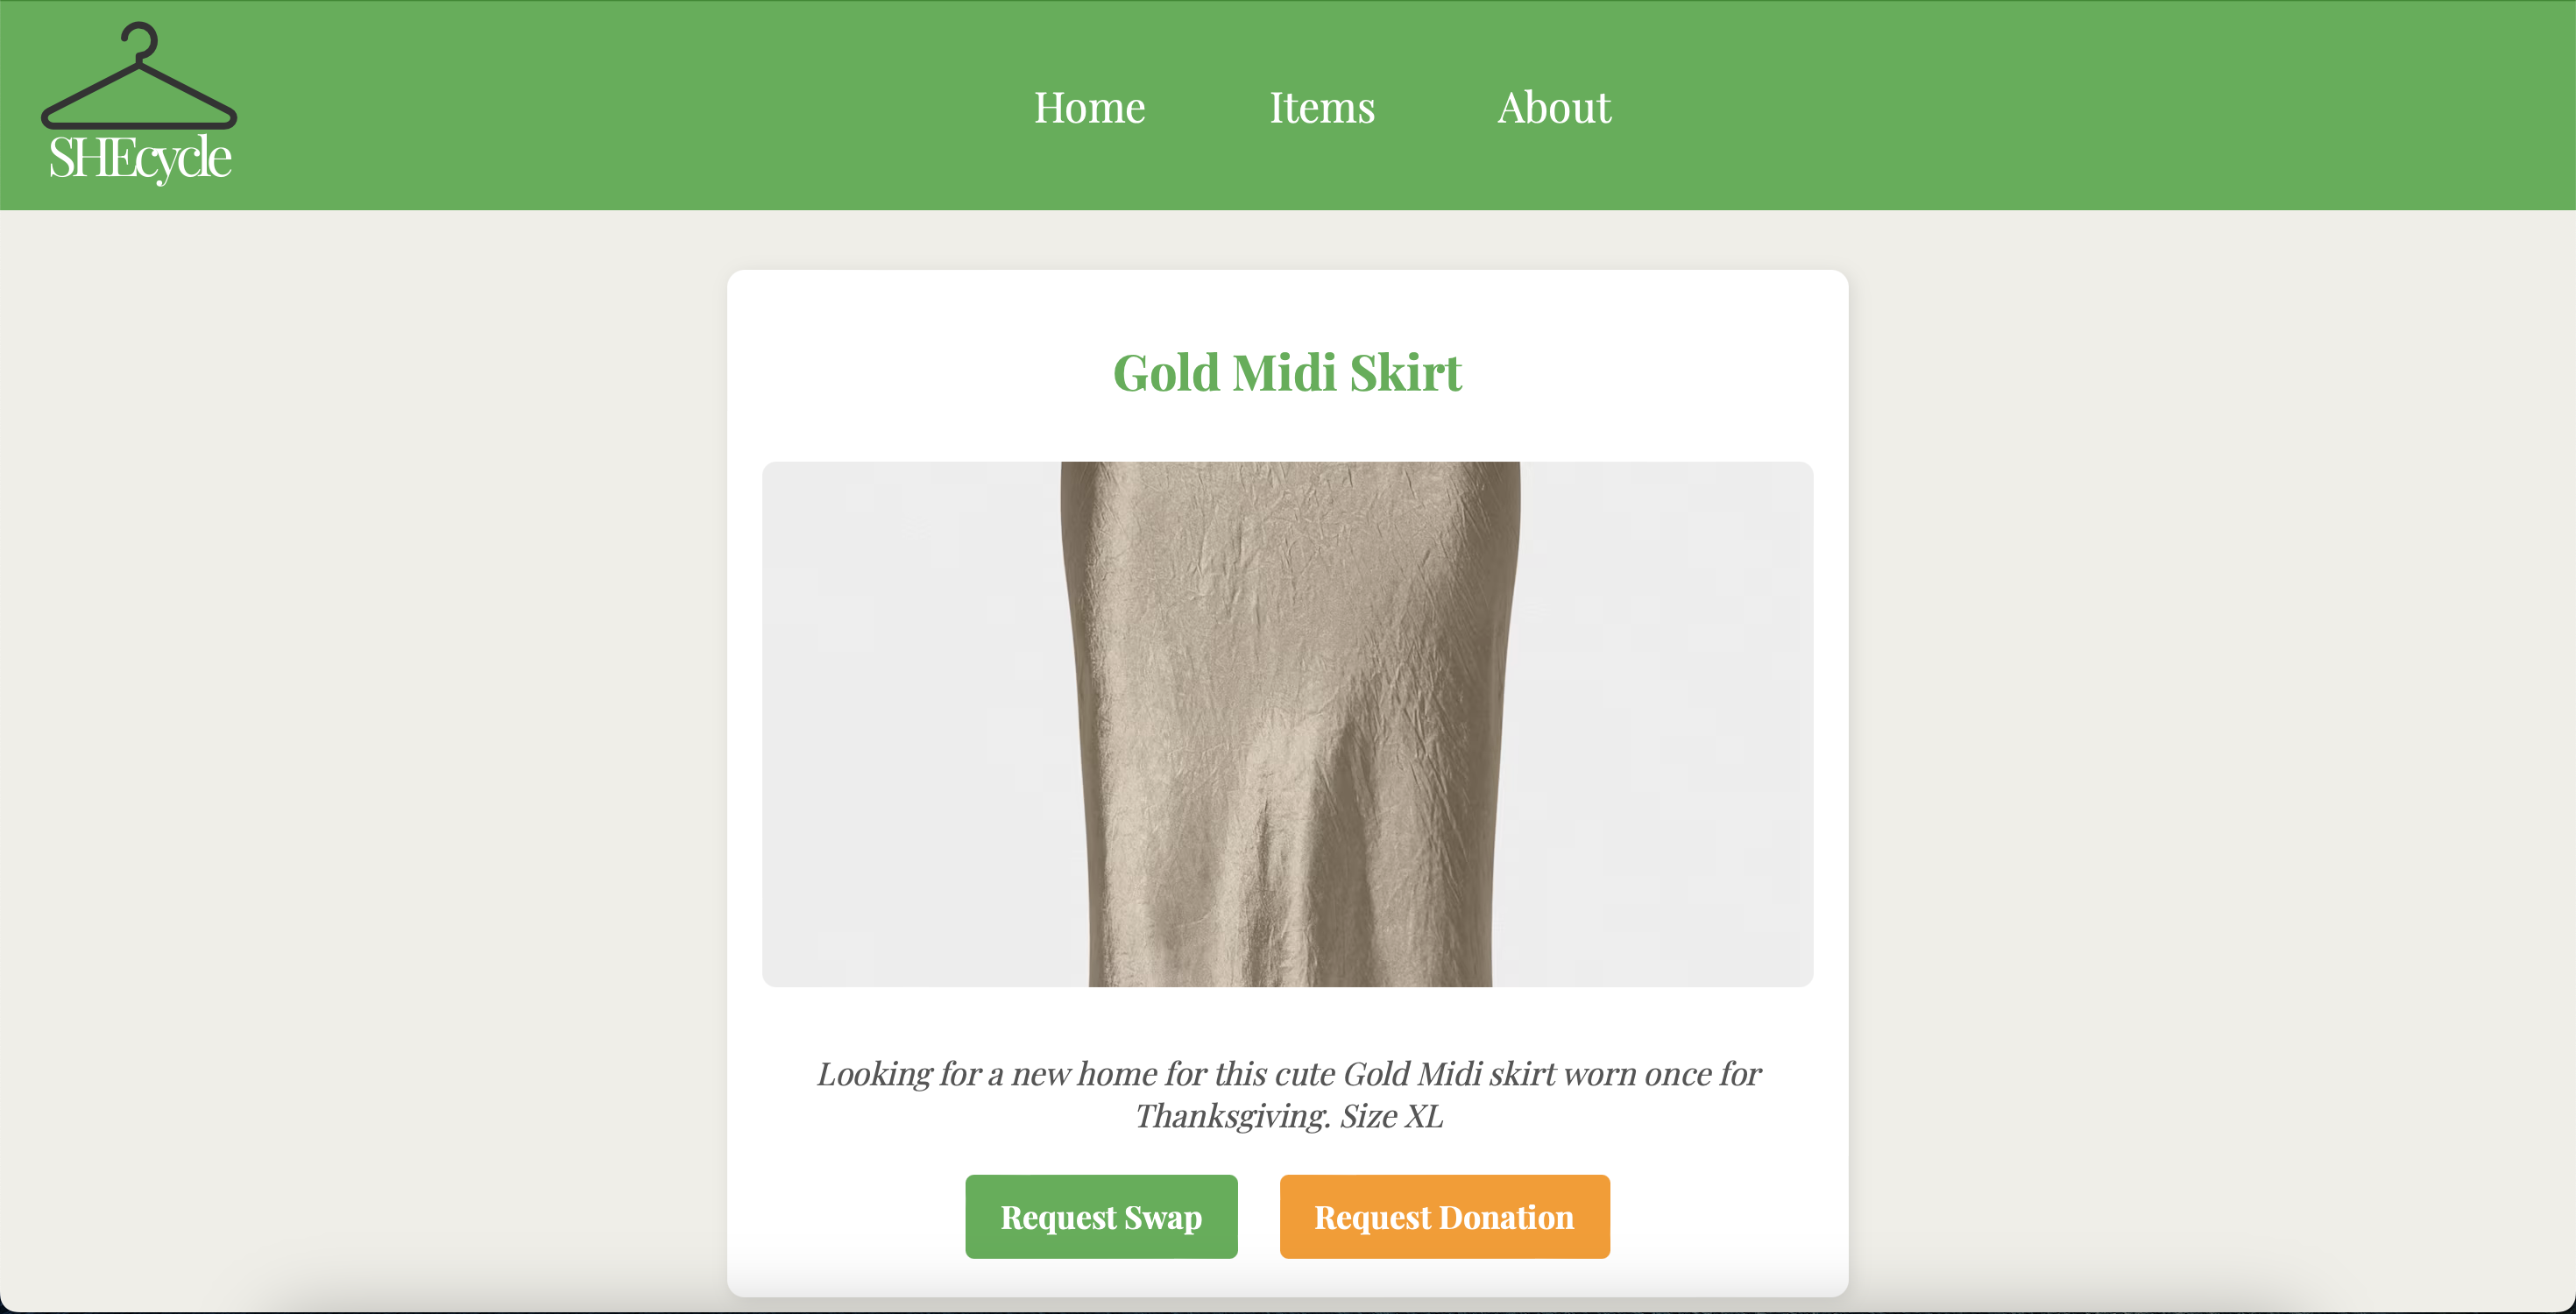 SHEcycle
Home Items About
Gold Midi Skirt
Looking for a new home for this cute Gold Midi skirt worn once for
Thanksgiving. Size XL
Request Swap Request Donation